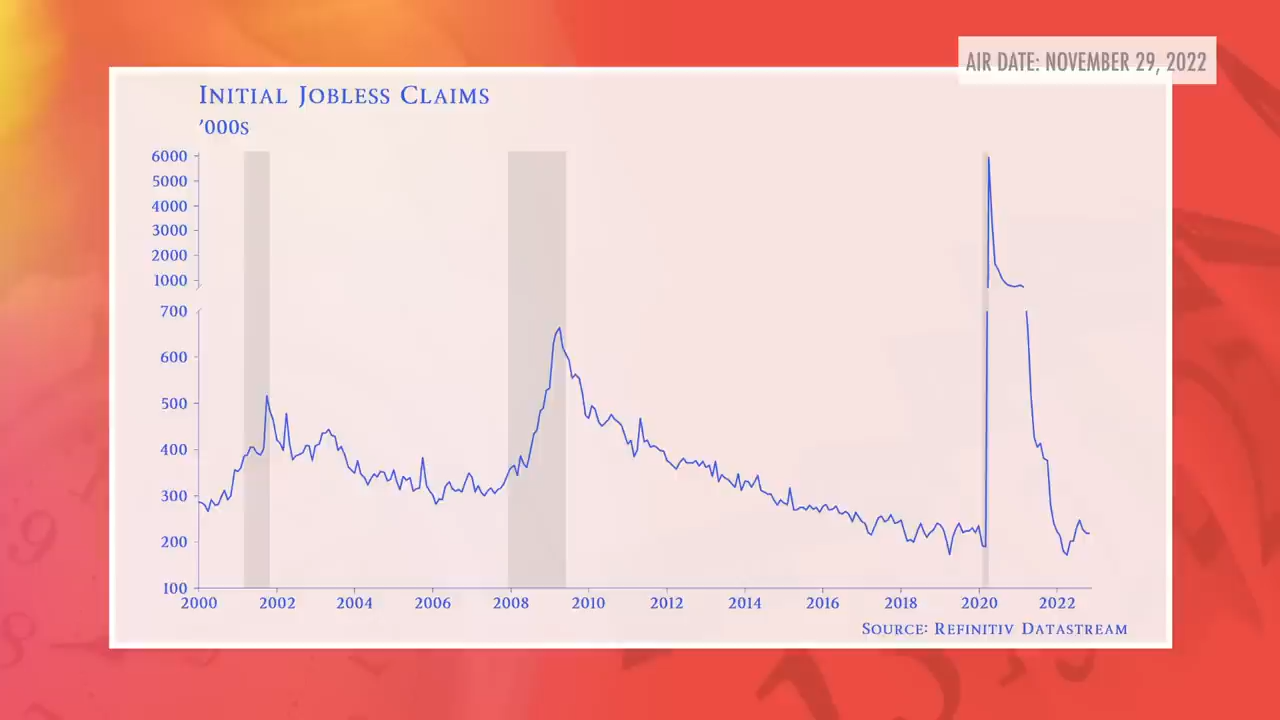 AIR DATE: NOVEMBER 29, 2022
INITIAL JOBLESS CLAIMS
'000S
6000
5000
4000
3000
2000
1000
700
600
500
400
300
200
100
2000 2002 2004 2006 2008 2010 2012 2014 2016 2018 2020 2022
SOURCE: REFINITIV DATASTREAM